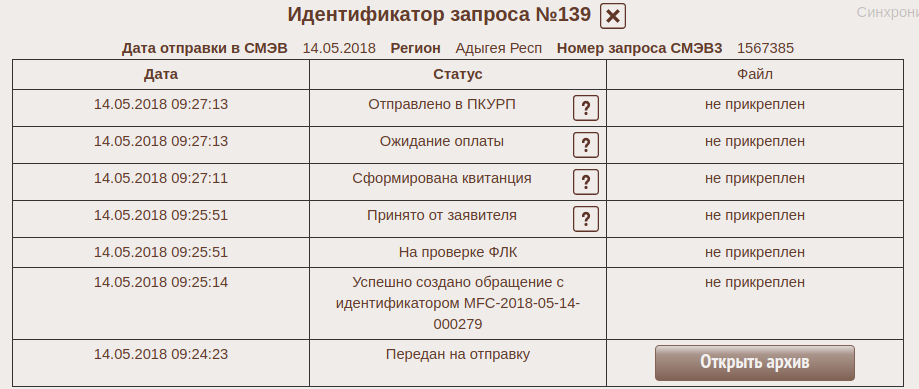 Идентификатор запроса №139
Синхрони
Дата отправки в СМЭВ 14.05.2018 Регион Адыгея Респ Номер запроса СМЭВ3 1567385
Дата Статус Файл
14.05.2018 09:27:13 Отправлено в ПКУРП ? не прикреплен
14.05.2018 09:27:13 Ожидание оплаты ? не прикреплен
14.05.2018 09:27:11 Сформирована квитанция ? не прикреплен
14.05.2018 09:25:51 Принято от заявителя ? не прикреплен
14.05.2018 09:25:51 На проверке ФЛК не прикреплен
14.05.2018 09:25:14 Успешно создано обращение с не прикреплен
идентификатором MFC-2018-05-14-
000279
14.05.2018 09:24:23 Передан на отправку Открыть архив